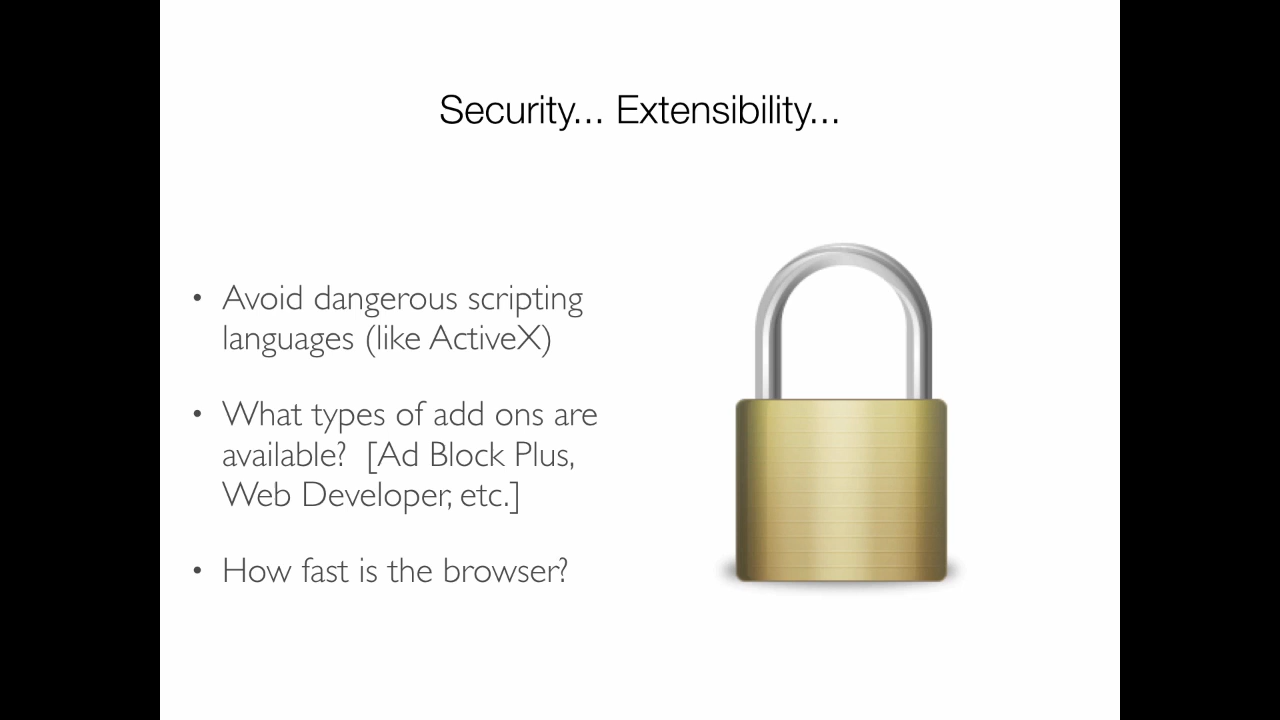 Security... Extensibility...
• Avoid dangerous scripting
languages (like ActiveX)
• What types of add ons are
available? [Ad Block Plus,
Web Developer, etc.]
• How fast is the browser?